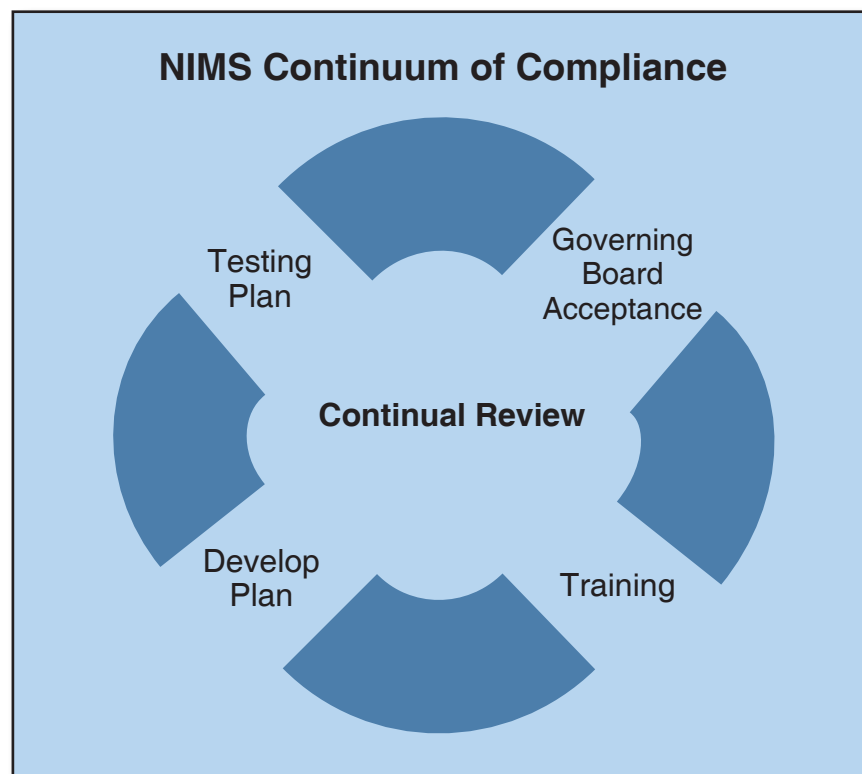 NIMS Continuum of Compliance
Testing
Plan
Governing
Board
Acceptance
Continual Review
Develop
Plan
Training